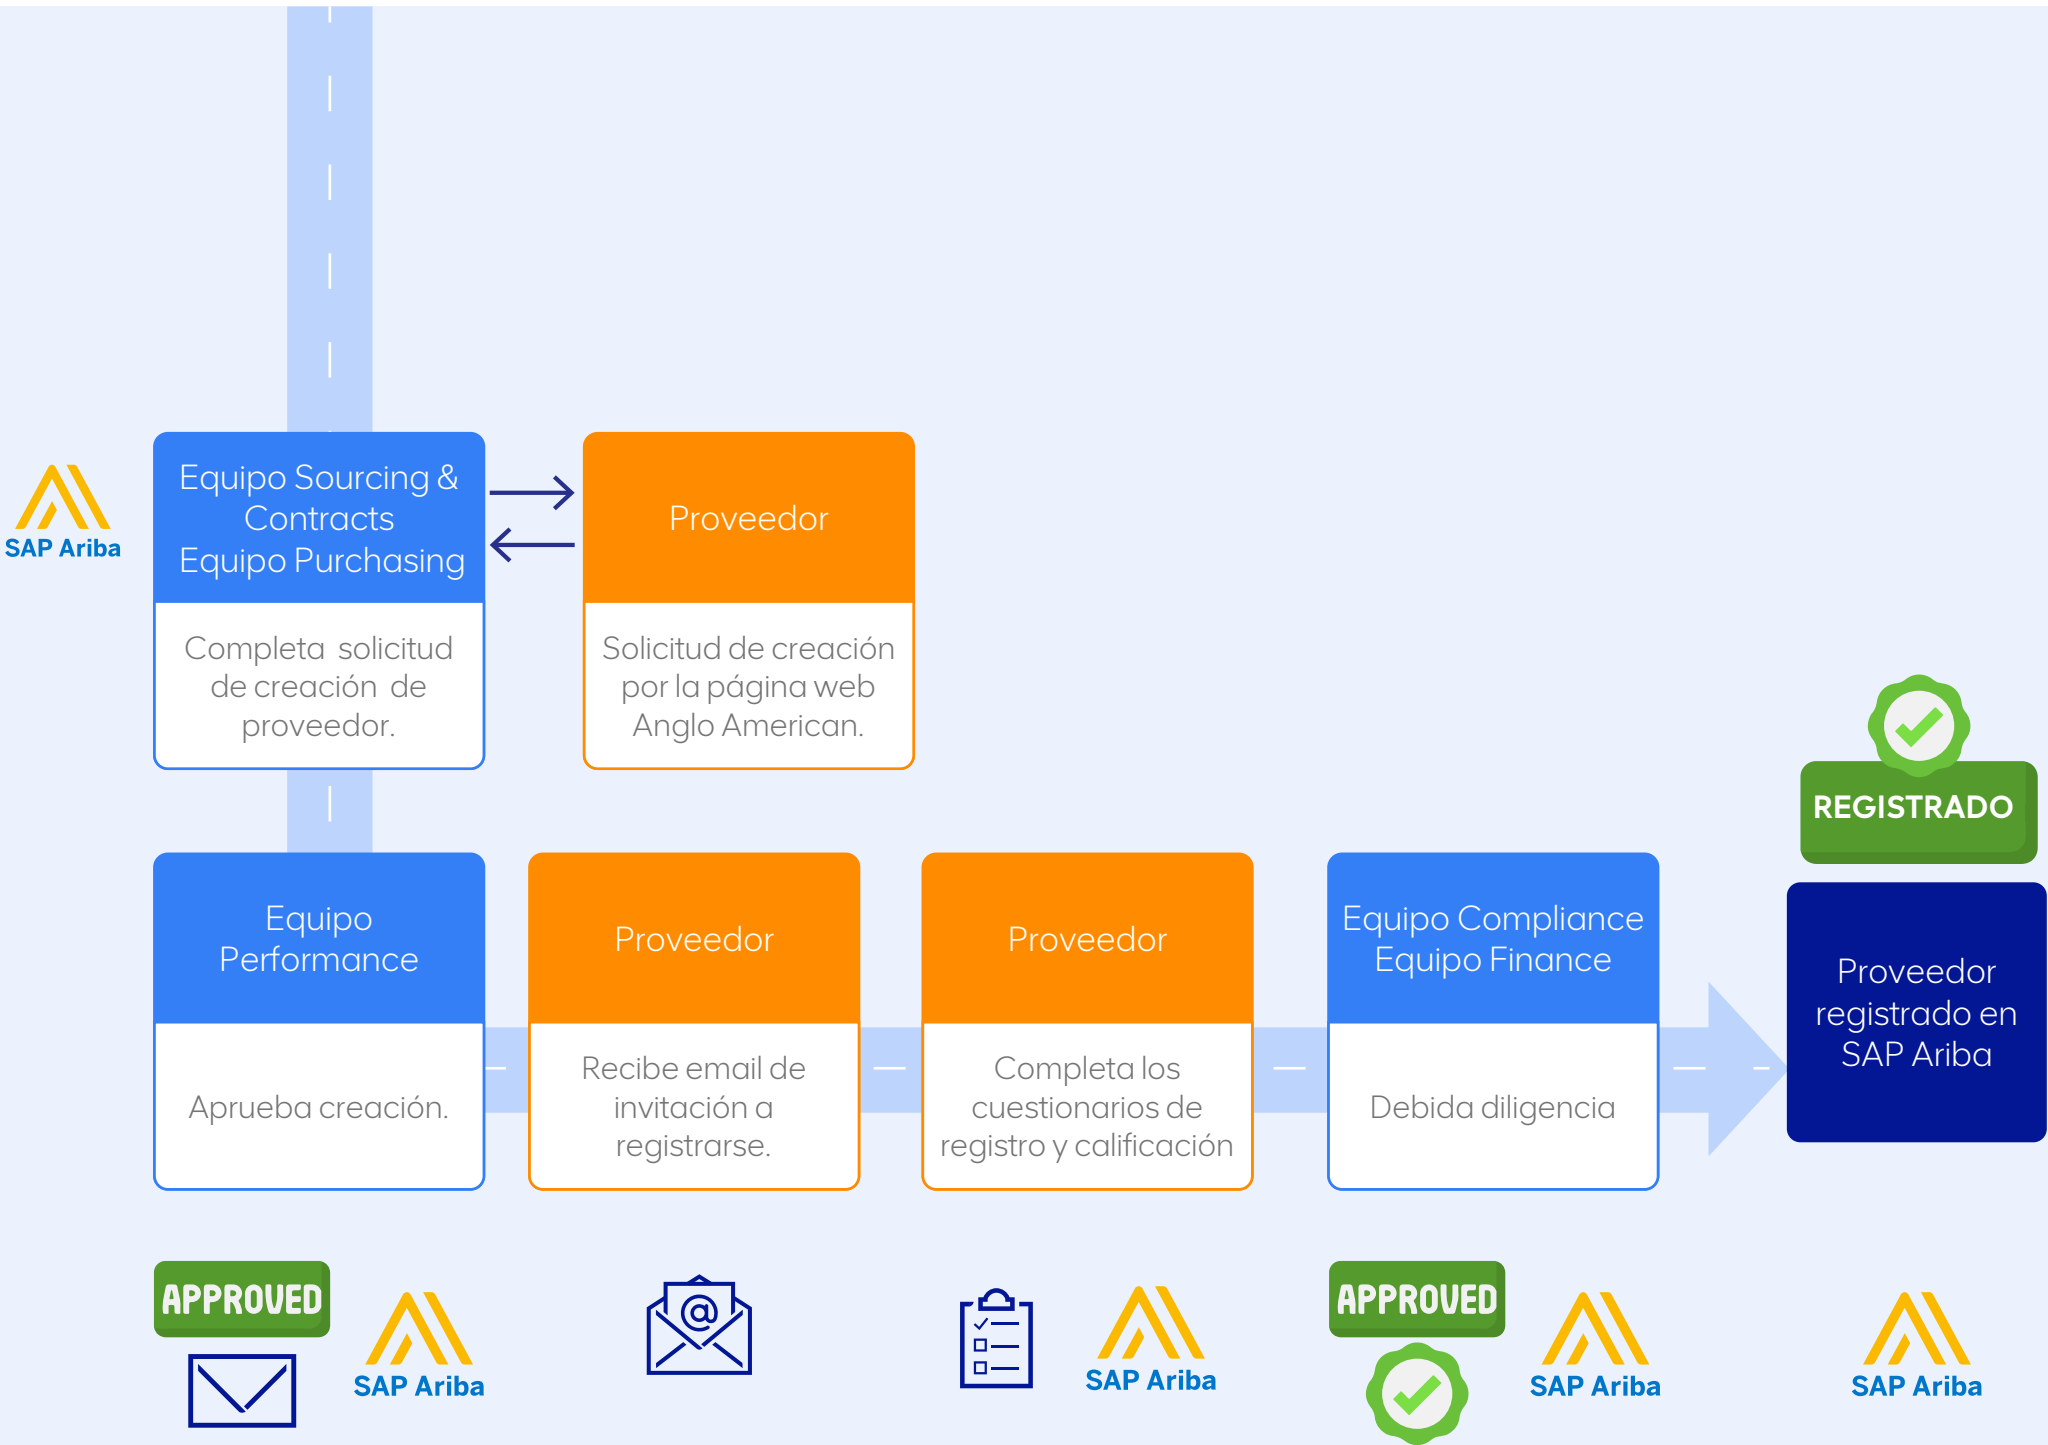 SAP Ariba
Equipo Sourcing &
Contracts
Equipo Purchasing
Completa solicitud
de creación de
proveedor.
Proveedor
Solicitud de creación
por la página web
Anglo American.
Equipo
Performance
Aprueba creación.
Proveedor
Recibe email de
invitación a
registrarse.
Proveedor
Completa los
cuestionarios de
registro y calificación
Equipo Compliance
Equipo Finance
Debida diligencia
REGISTRADO
Proveedor
registrado en
SAP Ariba
APPROVED
SAP Ariba
@
SAP Ariba
APPROVED
SAP Ariba
SAP Ariba